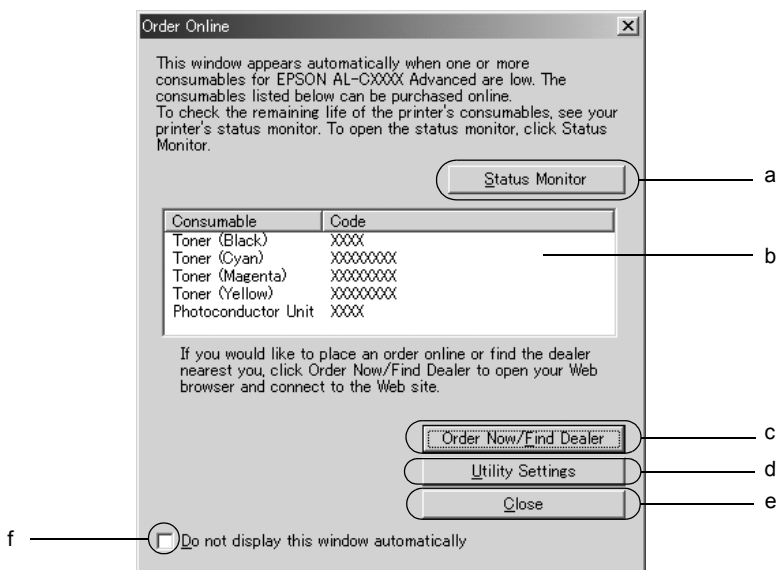 Order Online
This window appears automatically when one or more
consumables for EPSON AL-CXXXX Advanced are low. The
consumables listed below can be purchased online.
To check the remaining life of the printer's consumables, see your
printer's status monitor. To open the status monitor, click Status
Monitor.
Status Monitor
a
Consumable Code
Toner (Black) XXXX
Toner (Cyan) XXXXXXXX
b
Toner (Magenta) XXXXXXXX
Toner (Yellow) XXXXXXXX
Photoconductor Unit XXXX
If you would like to place an order online or find the dealer
nearest you, click Order Now/Find Dealer to open your Web
browser and connect to the Web site.
Order Now/Find Dealer
c
Utility Settings
d
Close
e
f
Do not display this window automatically